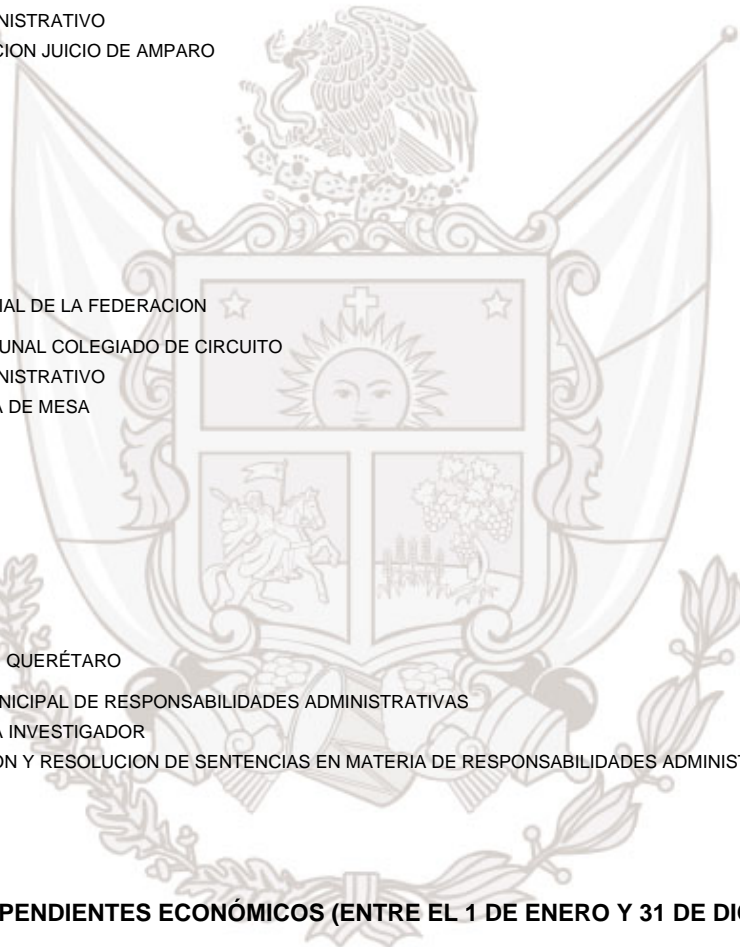 NISTRATIVO
CION JUICIO DE AMPARO
IAL DE LA FEDERACION
UNAL COLEGIADO DE CIRCUITO
NISTRATIVO
A DE MESA
QUERÉTARO
NICIPAL DE RESPONSABILIDADES ADMINISTRATIVAS
A INVESTIGADOR
ON Y RESOLUCION DE SENTENCIAS EN MATERIA DE RESPONSABILIDADES ADMINIST
PENDIENTES ECONÓMICOS (ENTRE EL 1 DE ENERO Y 31 DE DIC